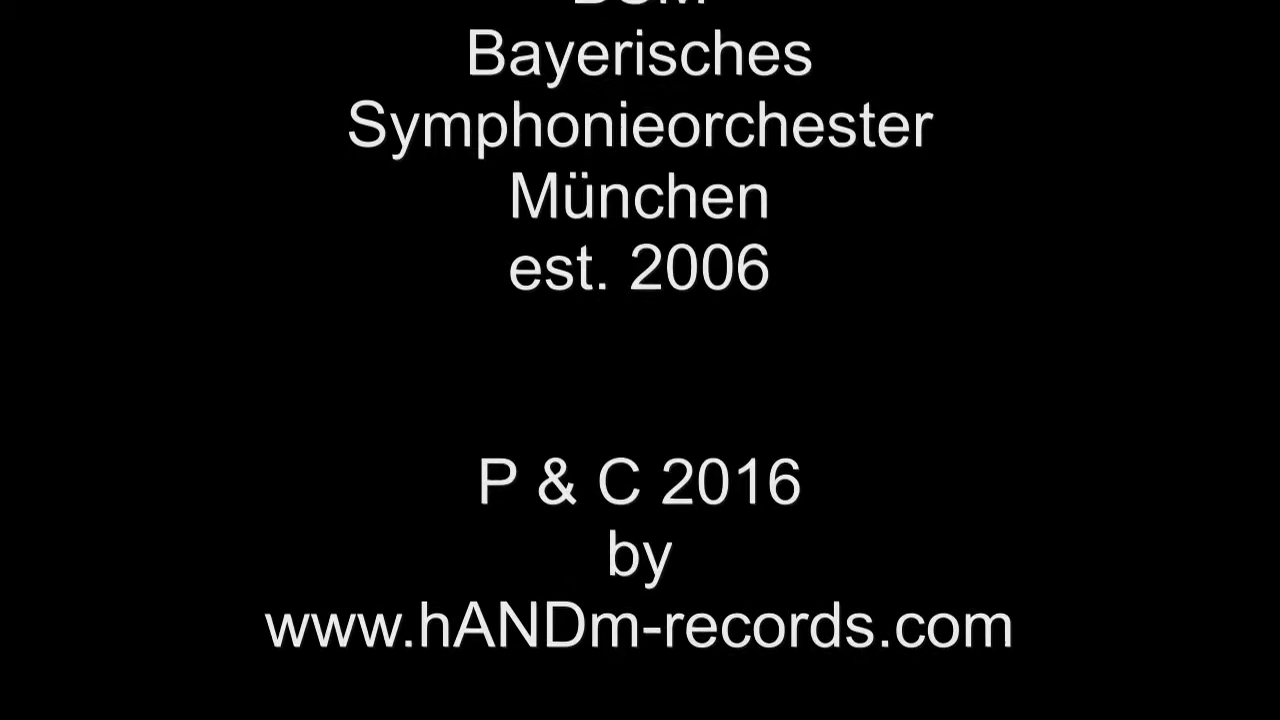 Bayerisches
Symphonieorchester
München
est. 2006
P & C 2016
by
www.hANDm-records.com